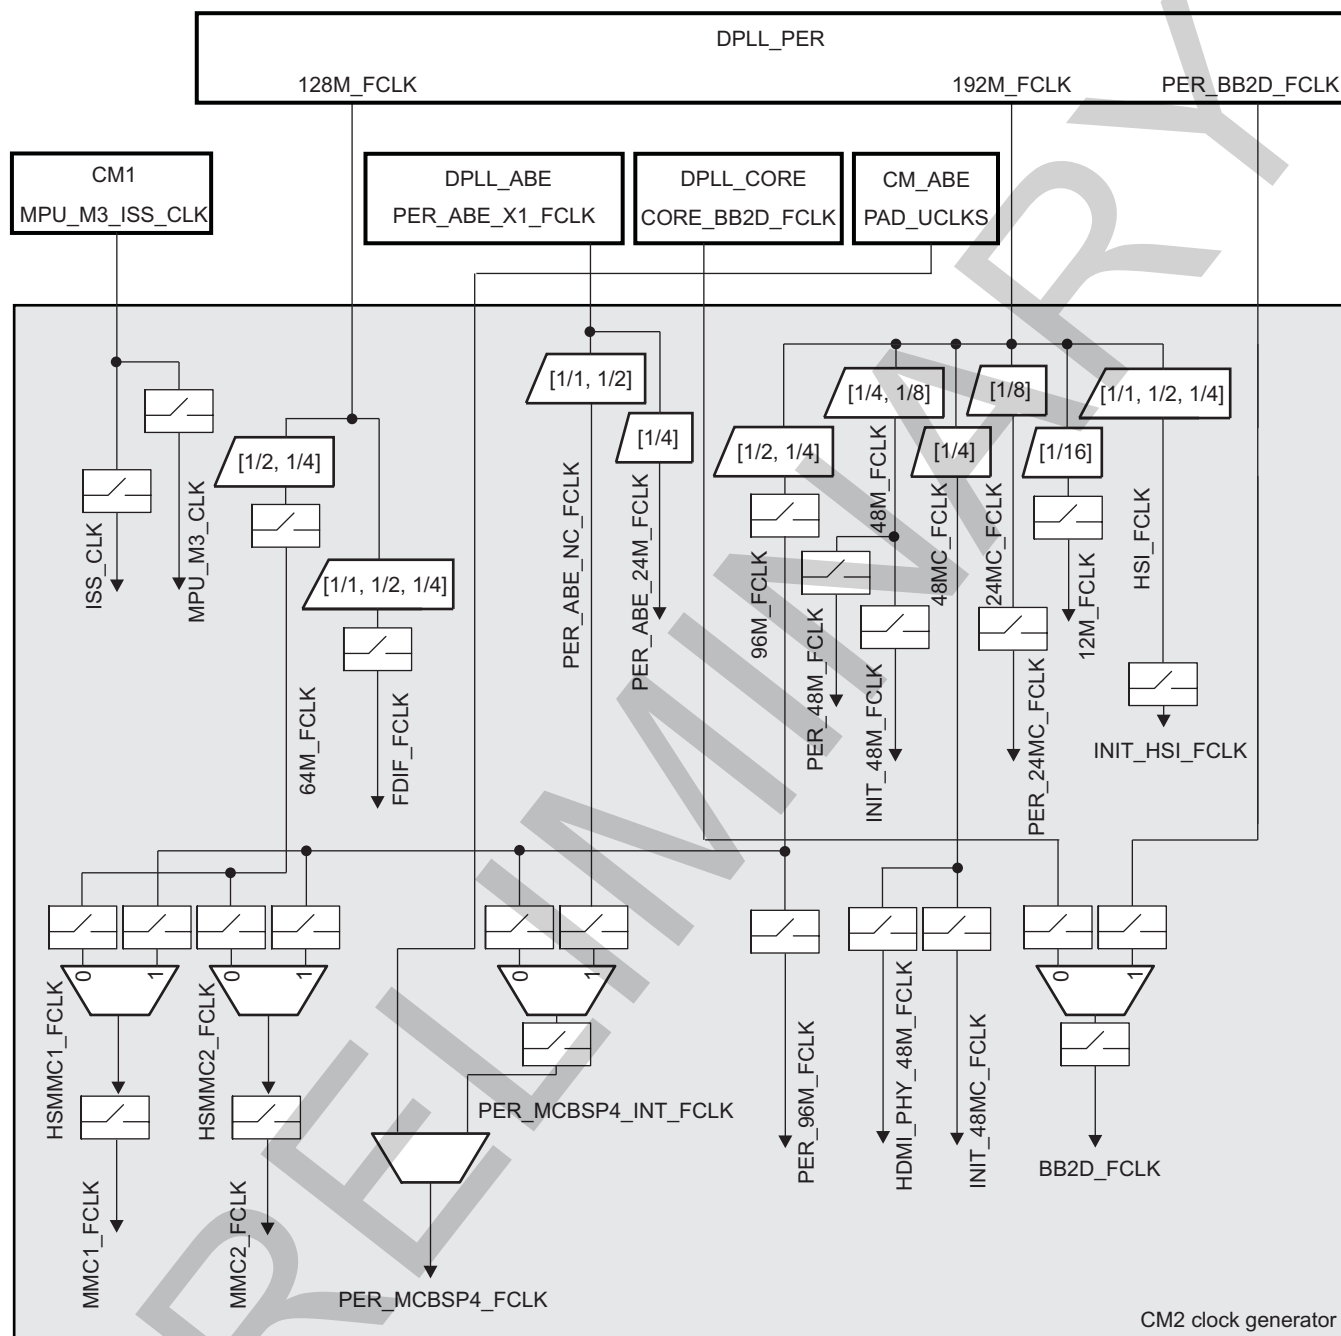 DPLL_PER
128M_FCLK
192M_FCLK
PER_BB2D_FCLK
CM1
MPU_M3_ISS_CLK
DPLL_ABE
PER_ABE_X1_FCLK
DPLL_CORE
CORE_BB2D_FCLK
CM_ABE
PAD_UCLKS
[1/1, 1/2]
[1/4, 1/8]
[1/8]
[1/1, 1/2, 1/4]
[1/2, 1/4]
[1/4]
[1/2, 1/4]
[1/4]
[1/16]
[1/1, 1/2, 1/4]
ISS_CLK
MPU_M3_CLK
64M_FCLK
FDIF_FCLK
PER_ABE_NC_FCLK
PER_ABE_24M_FCLK
96M_FCLK
48M_FCLK
PER_48M_FCLK
INIT_48M_FCLK
48MC_FCLK
24MC_FCLK
PER_24MC_FCLK
12M_FCLK
HSI_FCLK
INIT_HSI_FCLK
0
1
0
1
0
1
0
1
HSMMC1_FCLK
HSMMC2_FCLK
PER_MCBSP4_INT_FCLK
PER_96M_FCLK
HDMI_PHY_48M_FCLK
INIT_48MC_FCLK
BB2D_FCLK
MMC1_FCLK
MMC2_FCLK
PER_MCBSP4_FCLK
CM2 clock generator
PRELIMINARY